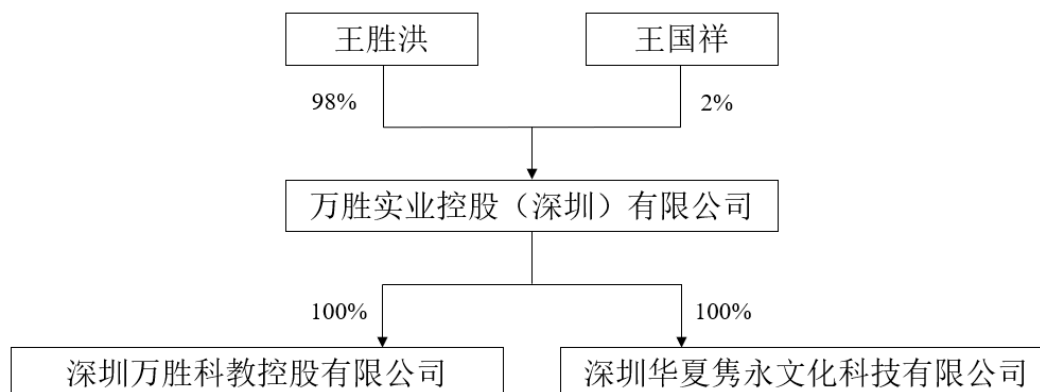 王胜洪
王国祥
98%
2%
万胜实业控股（深圳）有限公司
100%
100%
深圳万胜科教控股有限公司
深圳华夏隽永文化科技有限公司